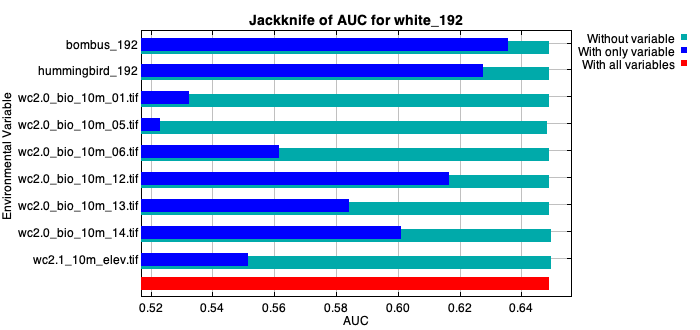 Jackknife of AUC for white_192
Without variable
With only variable
With all variables
Environmental Variable
bombus_192
hummingbird_192
wc2.0_bio_10m_01.tif
wc2.0_bio_10m_05.tif
wc2.0_bio_10m_06.tif
wc2.0_bio_10m_12.tif
wc2.0_bio_10m_13.tif
wc2.0_bio_10m_14.tif
wc2.1_10m_elev.tif
0.52 0.54 0.56 0.58 0.60 0.62 0.64
AUC